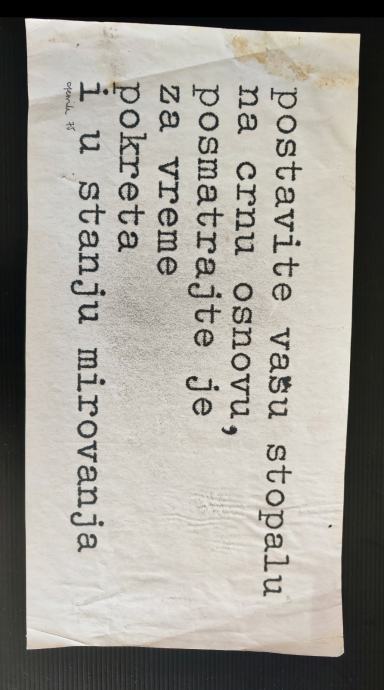 postavite vašu stopalu
na crnu osnovu,
posmatrajte je
za vreme
pokreta
i u stanju mirovanja